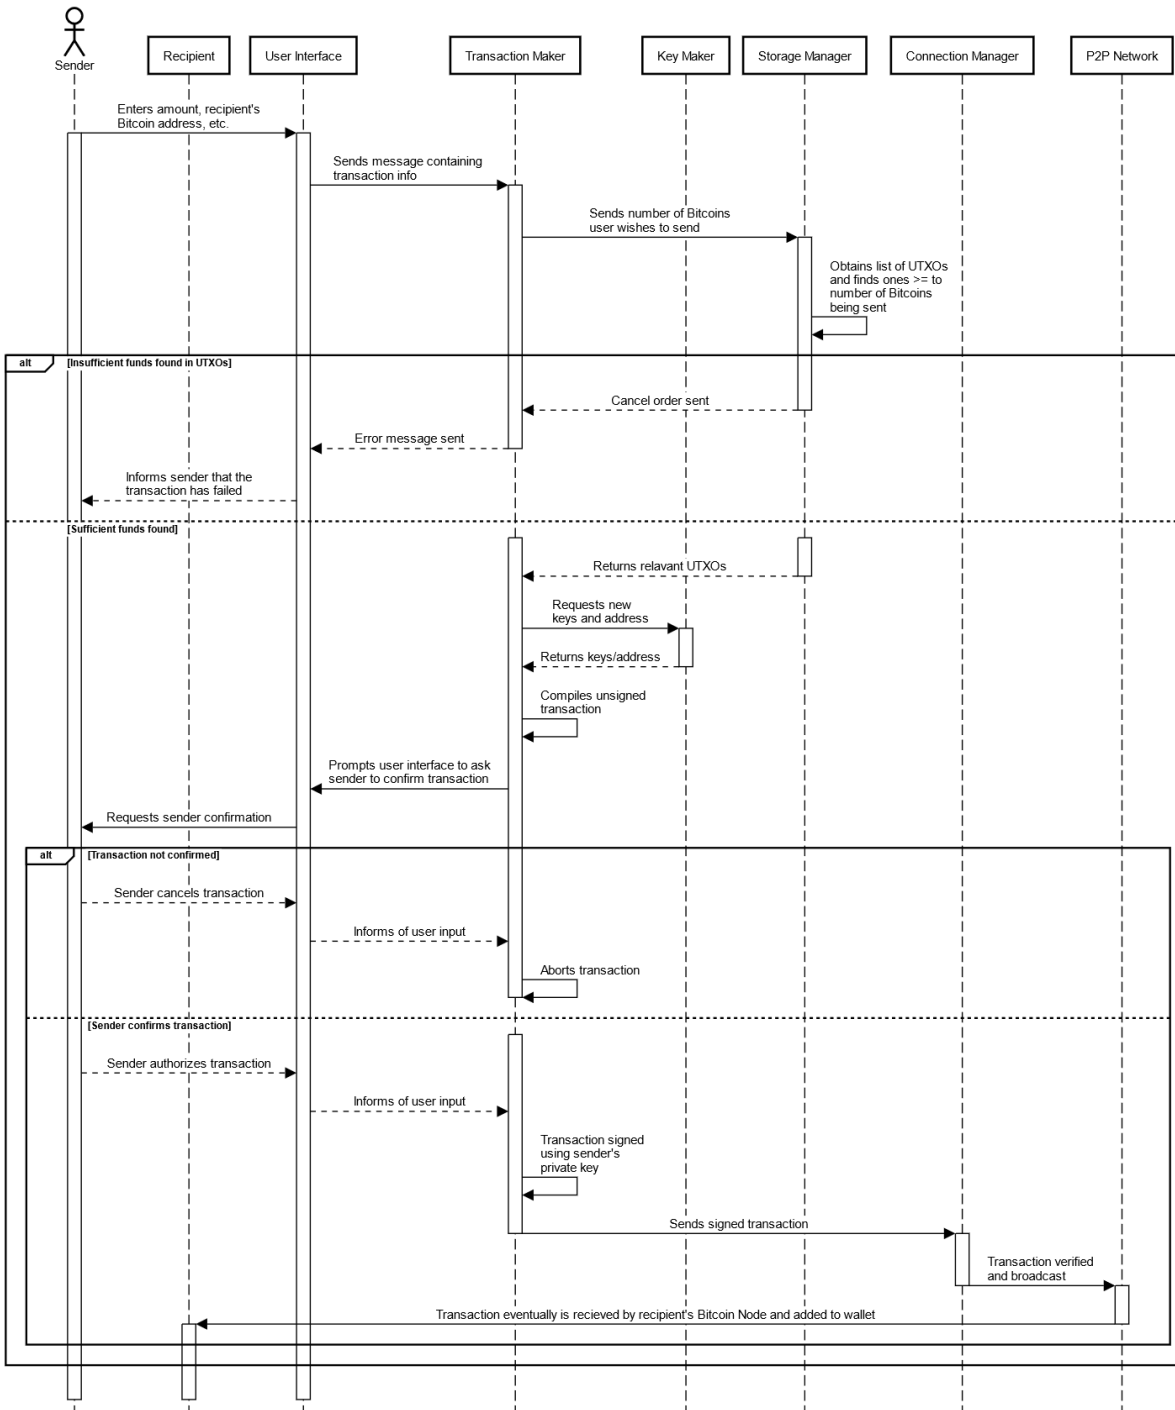 Sender
Recipient
User Interface
Transaction Maker
Key Maker
Storage Manager
Connection Manager
P2P Network
Enters amount, recipient's
Bitcoin address, etc.
Sends message containing
transaction info
Sends number of Bitcoins
user wishes to send
Obtains list of UTXOs
and finds ones >= to
number of Bitcoins
being sent
alt
[Insufficient funds found in UTXOs]
Cancel order sent
Error message sent
Informs sender that the
transaction has failed
[Sufficient funds found]
Returns relavant UTXOs
Requests new
keys and address
Returns keys/address
Compiles unsigned
transaction
Prompts user interface to ask
sender to confirm transaction
Requests sender confirmation
alt
[Transaction not confirmed]
Sender cancels transaction
Informs of user input
Aborts transaction
[Sender confirms transaction]
Sender authorizes transaction
Informs of user input
Transaction signed
using sender's
private key
Sends signed transaction
Transaction verified
and broadcast
Transaction eventually is recieved by recipient's Bitcoin Node and added to wallet